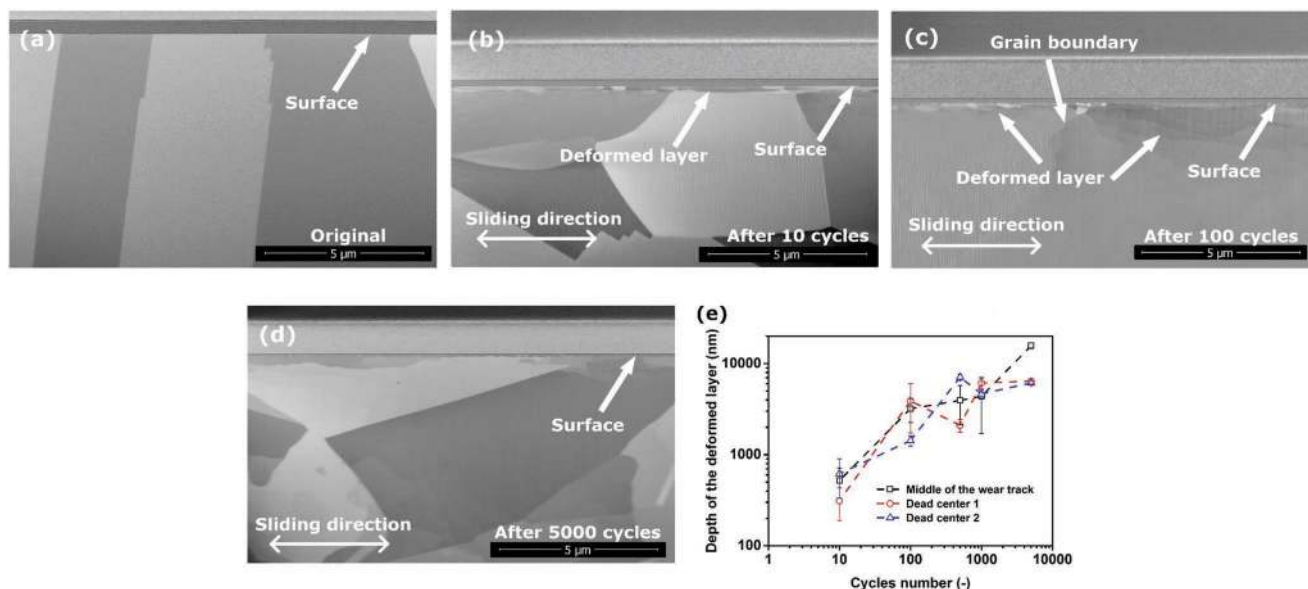 (a)
Surface
Original
5 μm
(b)
Deformed layer
Surface
Sliding direction
After 10 cycles
5 μm
(c)
Grain boundary
Deformed layer
Surface
Sliding direction
After 100 cycles
5 μm
(d)
Surface
Sliding direction
After 5000 cycles
5 μm
(e)
Depth of the deformed layer (nm)
10000
1000
100
Middle of the wear track
Dead center 1
Dead center 2
1 10 100 1000 10000
Cycles number (-)